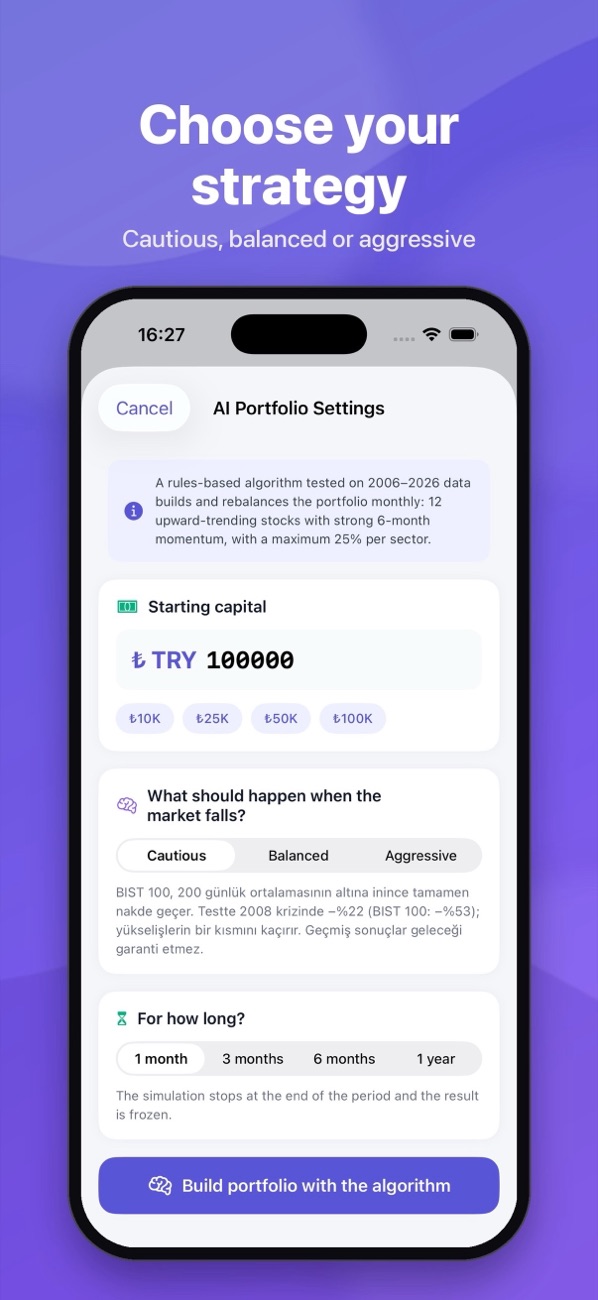 Choose your
strategy
Cautious, balanced or aggressive
16:27
Cancel
AI Portfolio Settings
A rules-based algorithm tested on 2006–2026 data
builds and rebalances the portfolio monthly: 12
upward-trending stocks with strong 6-month
momentum, with a maximum 25% per sector.
Starting capital
₺ TRY 100000
₺10K ₺25K ₺50K ₺100K
What should happen when the
market falls?
Cautious Balanced Aggressive
BIST 100, 200 günlük ortalamasının altına inince tamamen
nakde geçer. Testte 2008 krizinde −%22 (BIST 100: −%53);
yükselişlerin bir kısmını kaçırır. Geçmiş sonuçlar geleceği
garanti etmez.
For how long?
1 month 3 months 6 months 1 year
The simulation stops at the end of the period and the result
is frozen.
Build portfolio with the algorithm